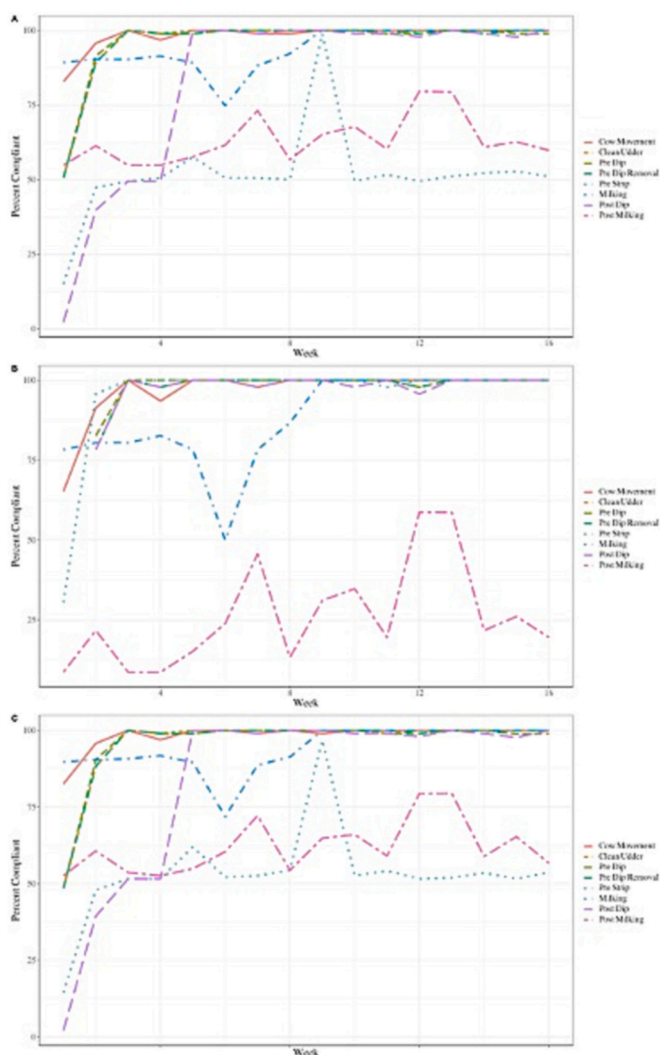 A
100
75
50
25
0
Percent Compliant
4
8
12
16
Week
Cow Movement
Clean Udder
Pre Dip
Pre Dip Removal
Pre Strip
Milking
Post Dip
Post Milking
B
100
75
50
25
Percent Compliant
4
8
12
16
Week
Cow Movement
Clean Udder
Pre Dip
Pre Dip Removal
Pre Strip
Milking
Post Dip
Post Milking
C
100
75
50
25
0
Percent Compliant
Week
Cow Movement
Clean Udder
Pre Dip
Pre Dip Removal
Pre Strip
Milking
Post Dip
Post Milking